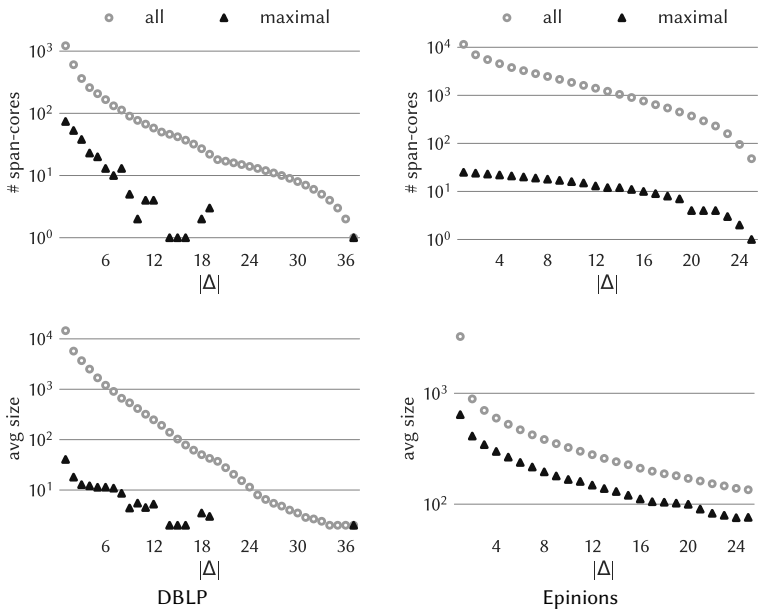 all maximal
all maximal
10³
10²
10¹
10⁰
# span-cores
6 12 18 24 30 36
|Δ|
10⁴
10³
10²
10¹
10⁰
# span-cores
4 8 12 16 20 24
|Δ|
10⁴
10³
10²
10¹
avg size
6 12 18 24 30 36
|Δ|
DBLP
10³
10²
avg size
4 8 12 16 20 24
|Δ|
Epinions